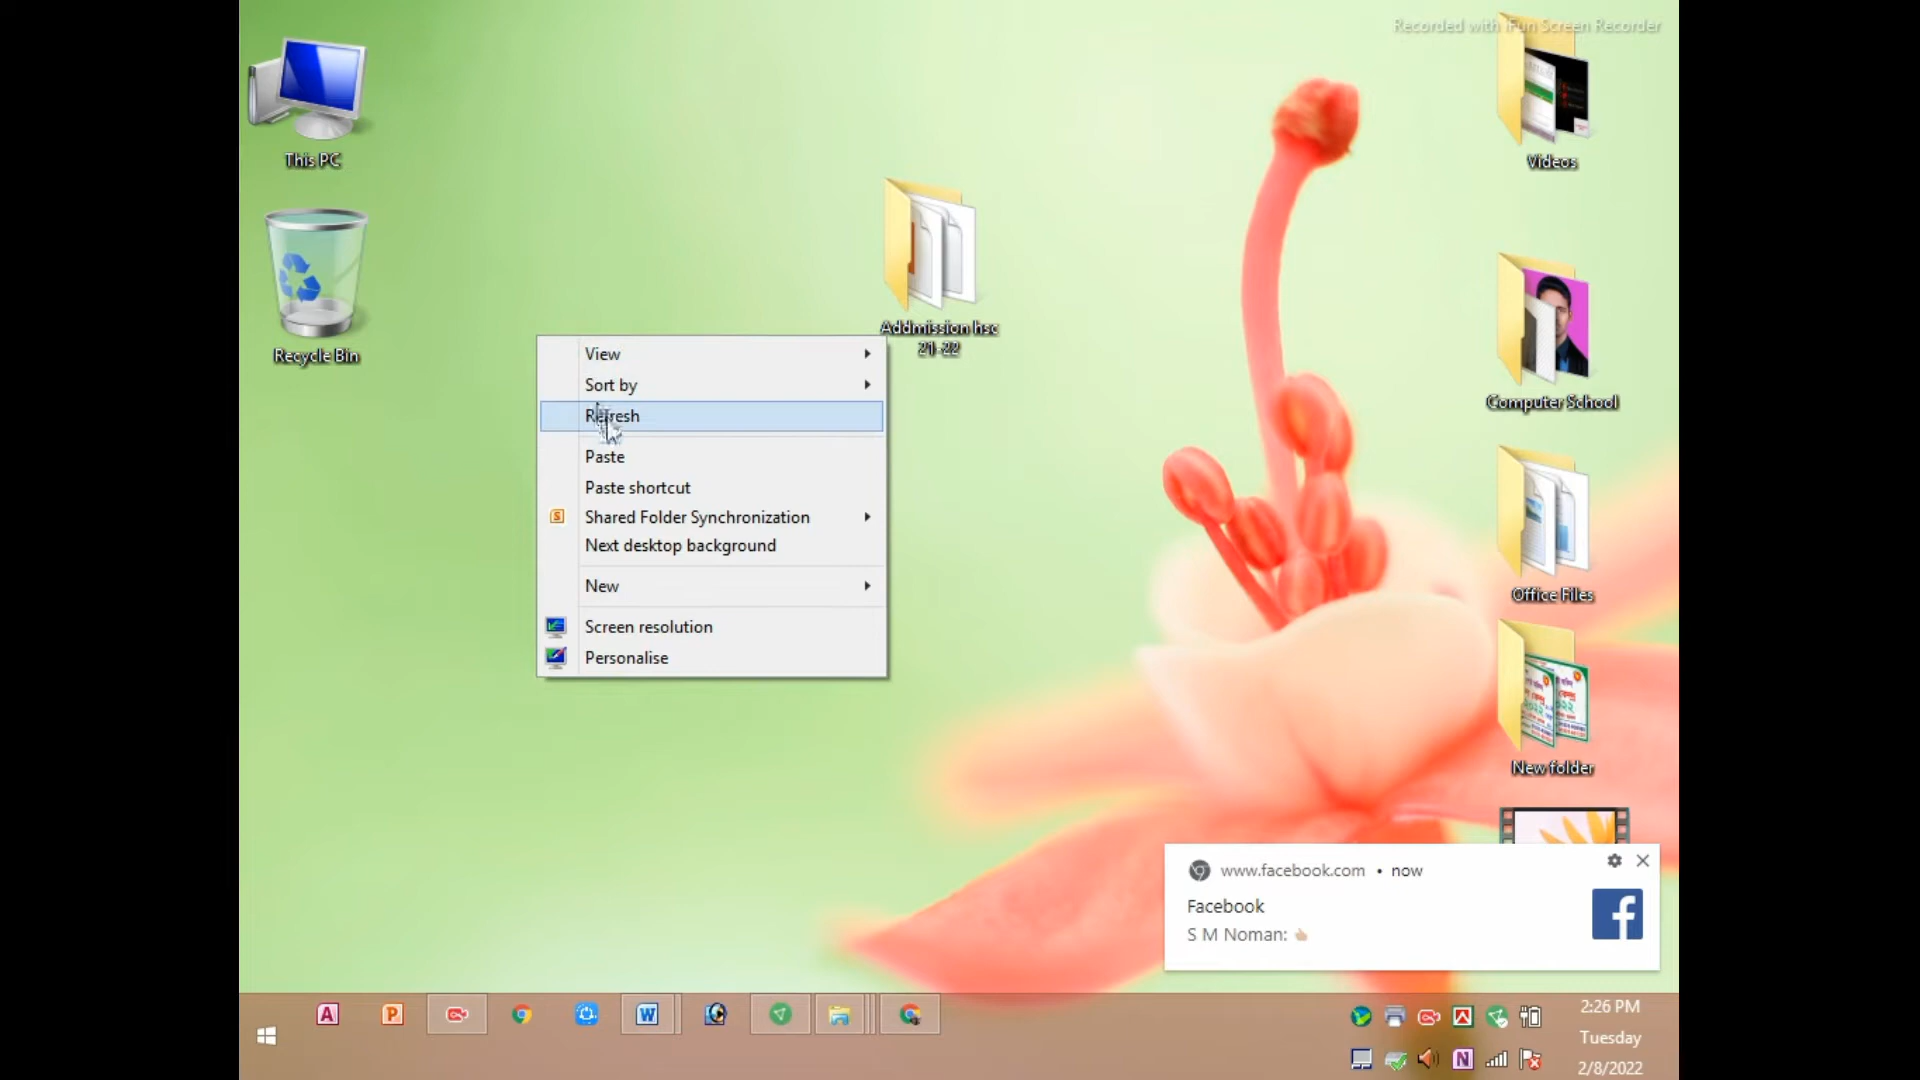 Recorded with iFun Screen Recorder
This PC
Recycle Bin
Addmission hsc
21-22
Videos
Computer School
Office Files
New folder
View
Sort by
Refresh
Paste
Paste shortcut
Shared Folder Synchronization
Next desktop background
New
Screen resolution
Personalise
www.facebook.com • now
Facebook
S M Noman: 👍
2:26 PM
Tuesday
2/8/2022